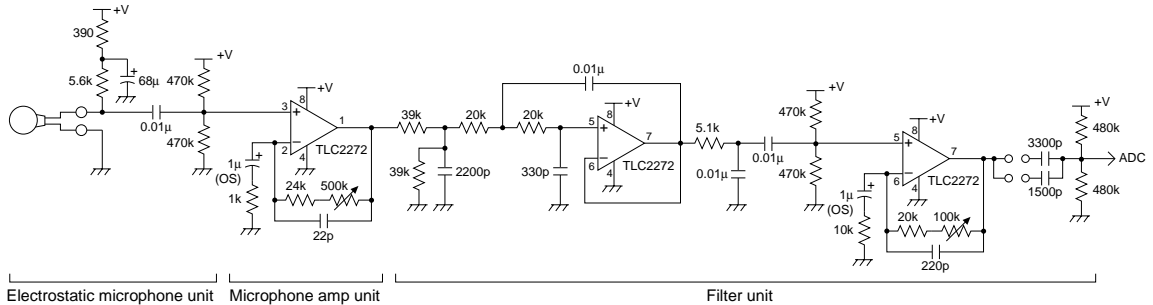 +V
390
5.6k
+
68μ
0.01μ
+V
470k
470k
+V
3
+
8
1
2
−
4
TLC2272
+
1μ
(OS)
1k
24k
500k
22p
39k
39k
2200p
20k
20k
0.01μ
330p
+V
5
+
8
7
6
−
4
TLC2272
5.1k
0.01μ
0.01μ
+V
470k
470k
+V
5
+
8
7
6
−
4
TLC2272
+
1μ
(OS)
10k
20k
100k
220p
3300p
1500p
+V
480k
480k
ADC
Electrostatic microphone unit
Microphone amp unit
Filter unit